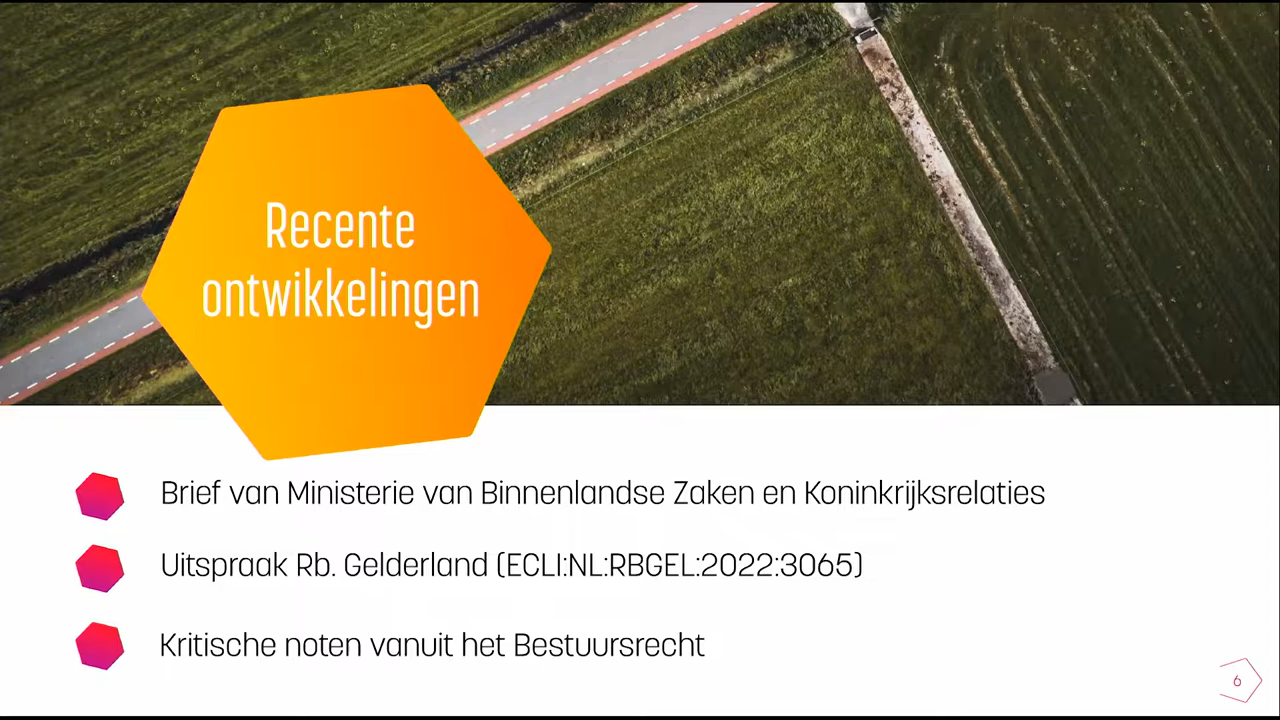 Recente
ontwikkelingen
Brief van Ministerie van Binnenlandse Zaken en Koninkrijksrelaties
Uitspraak Rb. Gelderland (ECLI:NL:RBGEL:2022:3065)
Kritische noten vanuit het Bestuursrecht
6